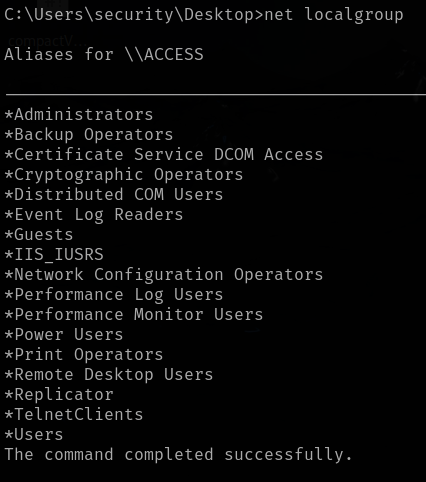 C:\Users\security\Desktop>net localgroup
Aliases for \\ACCESS
-------------------------------------------
*Administrators
*Backup Operators
*Certificate Service DCOM Access
*Cryptographic Operators
*Distributed COM Users
*Event Log Readers
*Guests
*IIS_IUSRS
*Network Configuration Operators
*Performance Log Users
*Performance Monitor Users
*Power Users
*Print Operators
*Remote Desktop Users
*Replicator
*TelnetClients
*Users
The command completed successfully.